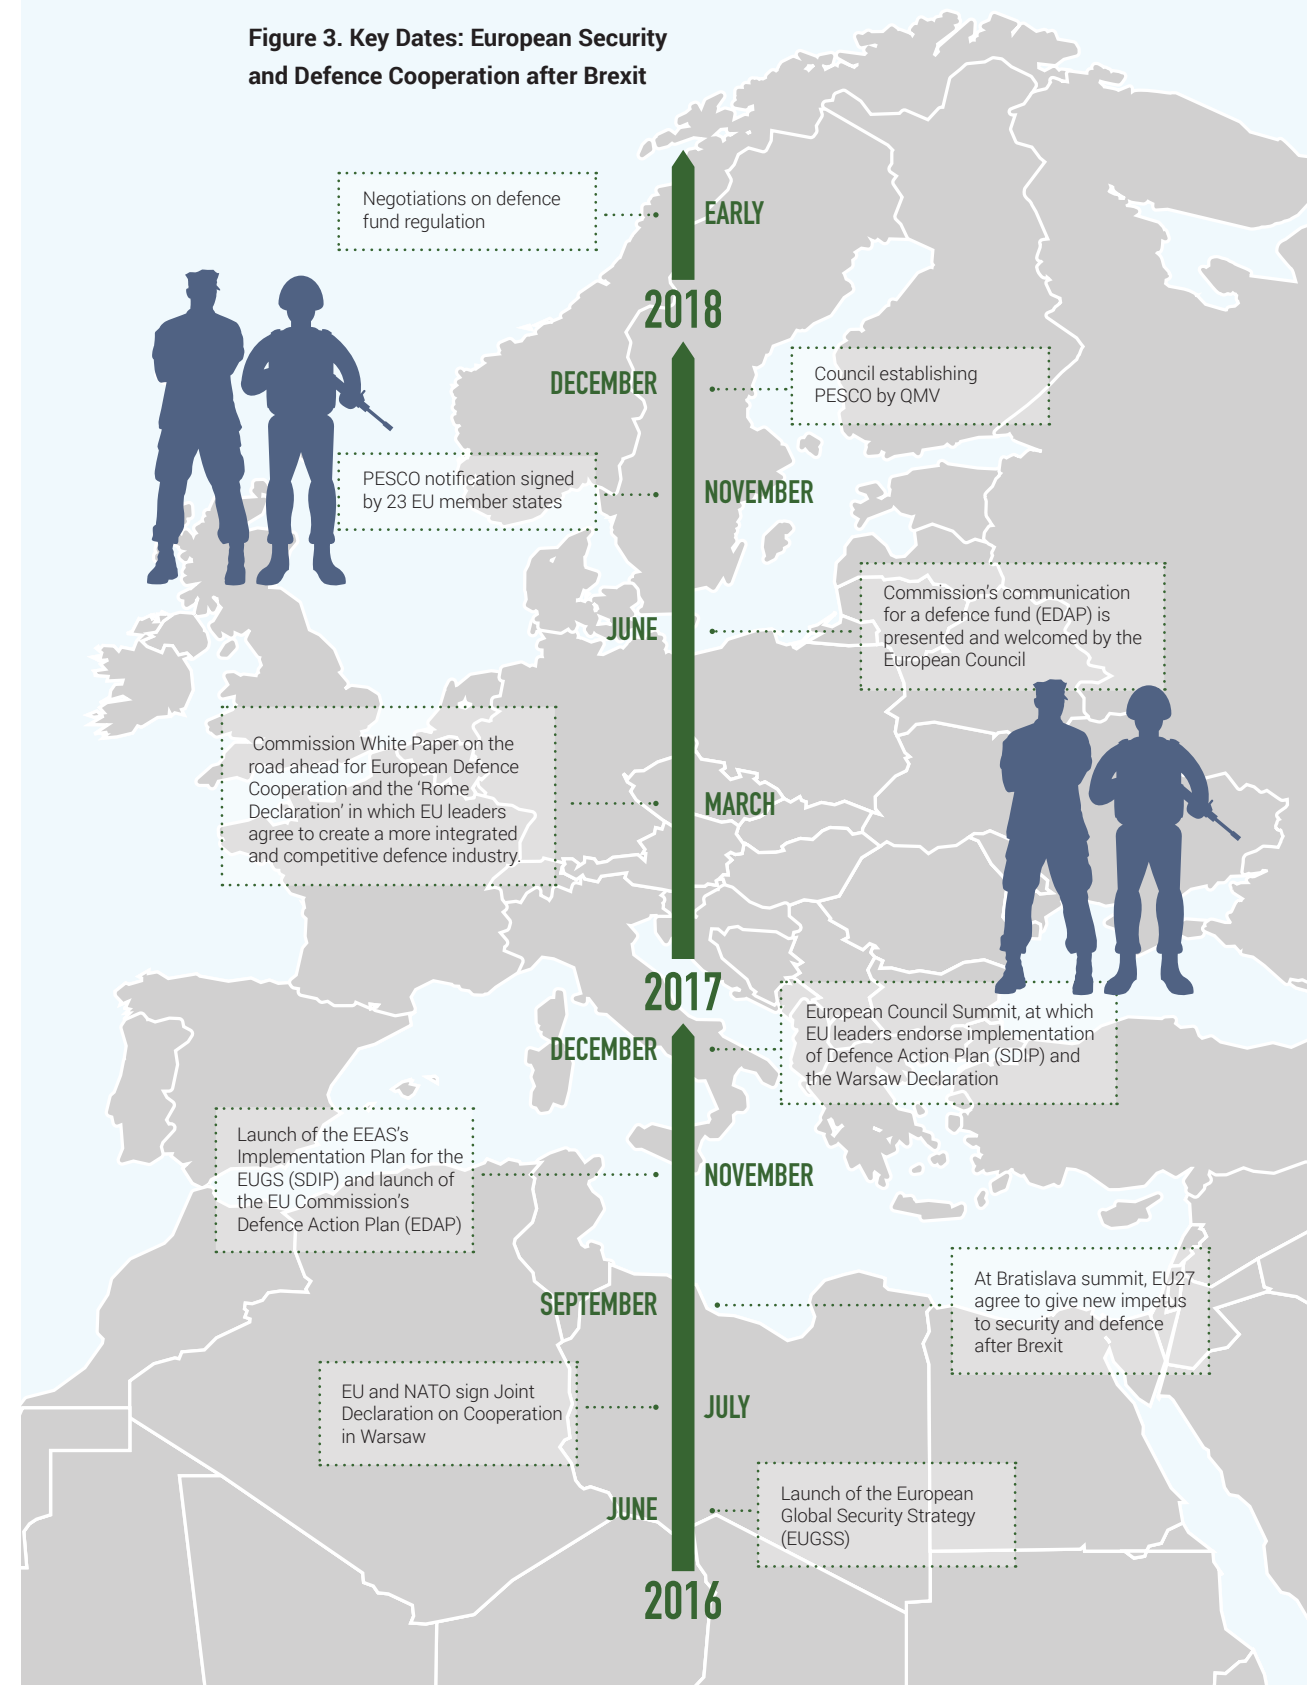 Figure 3. Key Dates: European Security
and Defence Cooperation after Brexit
Negotiations on defence
fund regulation
EARLY
2018
DECEMBER
Council establishing
PESCO by QMV
PESCO notification signed
by 23 EU member states
NOVEMBER
Commission's communication
for a defence fund (EDAP) is
presented and welcomed by the
European Council
JUNE
Commission White Paper on the
road ahead for European Defence
Cooperation and the ‘Rome
Declaration’ in which EU leaders
agree to create a more integrated
and competitive defence industry.
MARCH
2017
DECEMBER
European Council Summit, at which
EU leaders endorse implementation
of Defence Action Plan (SDIP) and
the Warsaw Declaration
Launch of the EEAS’s
Implementation Plan for the
EUGS (SDIP) and launch of
the EU Commission’s
Defence Action Plan (EDAP)
NOVEMBER
SEPTEMBER
At Bratislava summit, EU27
agree to give new impetus
to security and defence
after Brexit
EU and NATO sign Joint
Declaration on Cooperation
in Warsaw
JULY
JUNE
Launch of the European
Global Security Strategy
(EUGSS)
2016